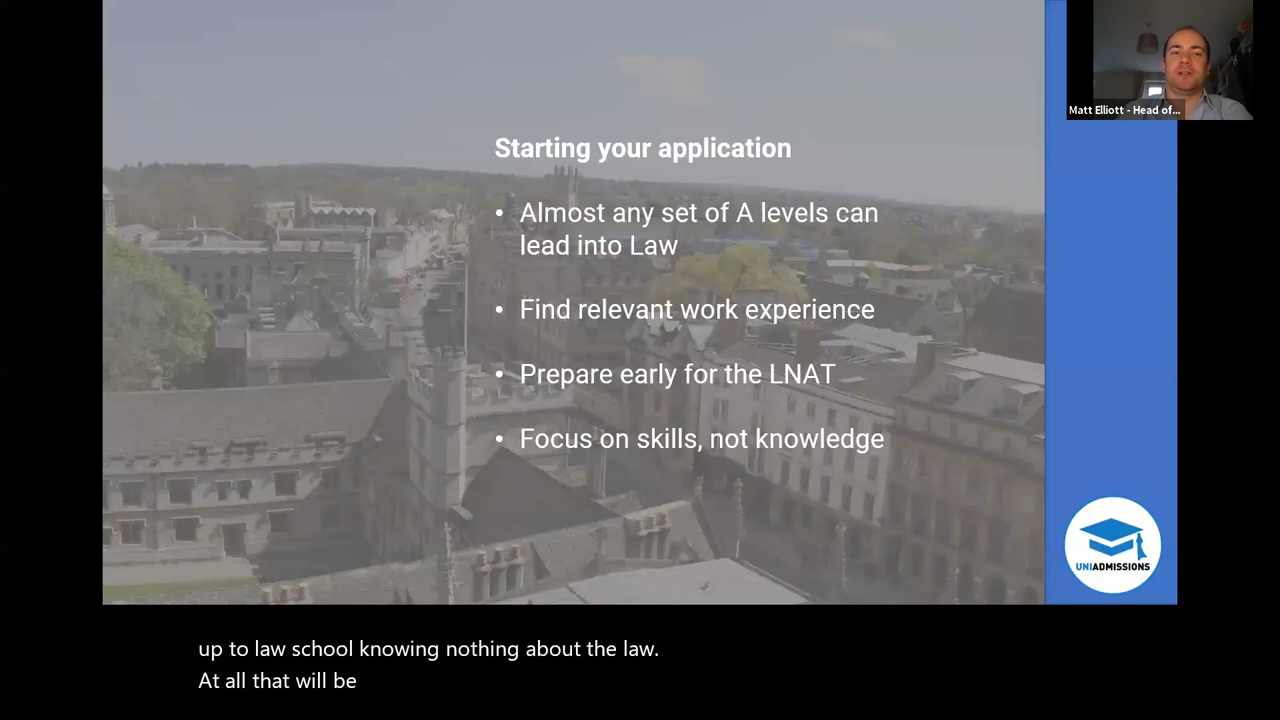 Matt Elliott - Head of...
Starting your application
• Almost any set of A levels can
lead into Law
• Find relevant work experience
• Prepare early for the LNAT
• Focus on skills, not knowledge
UNIADMISSIONS
up to law school knowing nothing about the law.
At all that will be